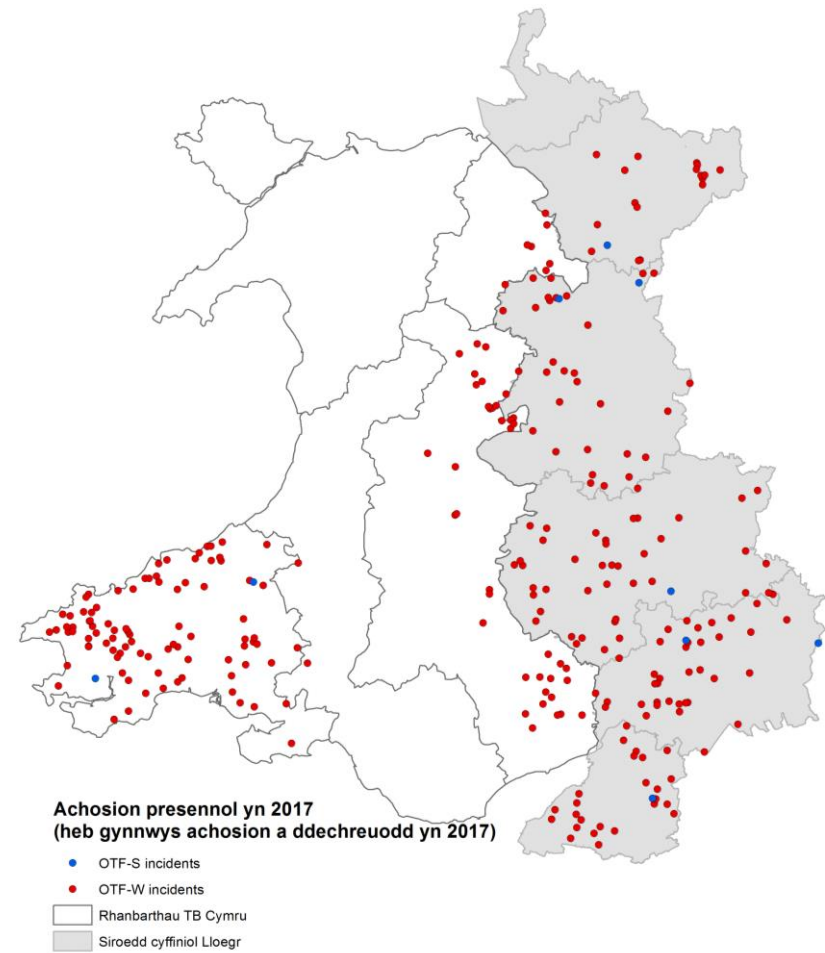 Achosion presennol yn 2017
(heb gynnwys achosion a ddechreuodd yn 2017)
OTF-S incidents
OTF-W incidents
Rhanbarthau TB Cymru
Siroedd cyffiniol Lloegr